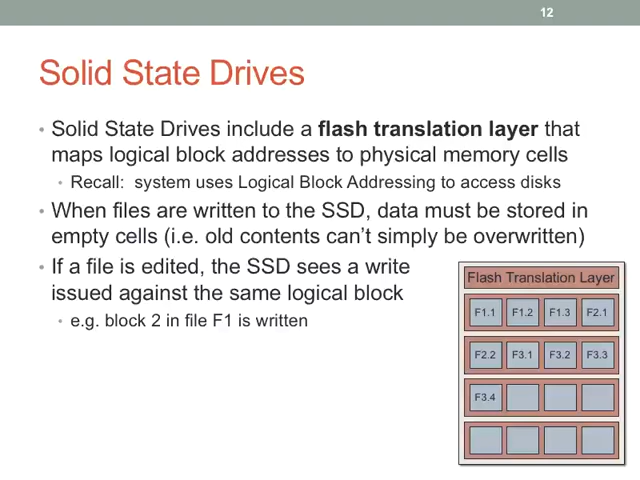 12
Solid State Drives
• Solid State Drives include a flash translation layer that
maps logical block addresses to physical memory cells
• Recall: system uses Logical Block Addressing to access disks
• When files are written to the SSD, data must be stored in
empty cells (i.e. old contents can't simply be overwritten)
• If a file is edited, the SSD sees a write
issued against the same logical block
• e.g. block 2 in file F1 is written
Flash Translation Layer
F1.1 F1.2 F1.3 F2.1
F2.2 F3.1 F3.2 F3.3
F3.4